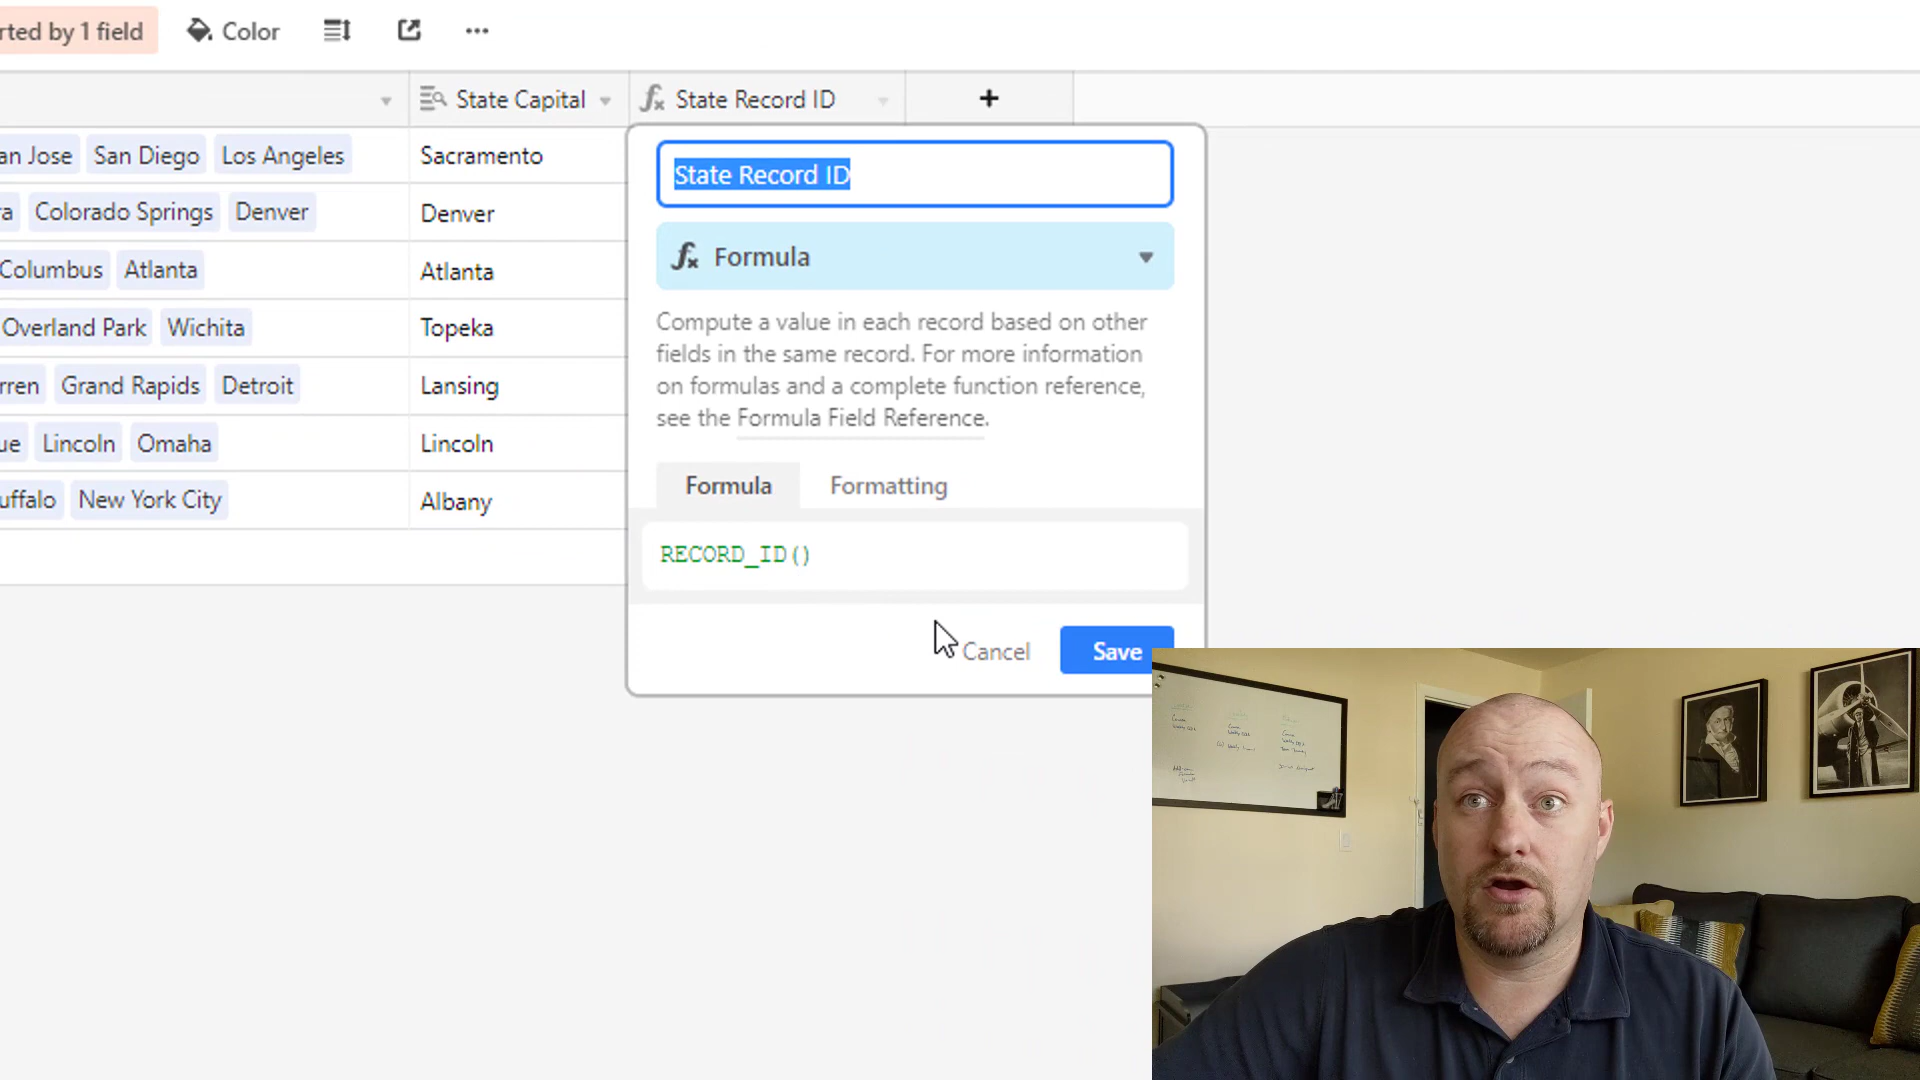 rted by 1 field
Color
State Capital
State Record ID
+
an Jose San Diego Los Angeles
Sacramento
a Colorado Springs Denver
Denver
Columbus Atlanta
Atlanta
Overland Park Wichita
Topeka
rren Grand Rapids Detroit
Lansing
ue Lincoln Omaha
Lincoln
uffalo New York City
Albany
State Record ID
Formula
Compute a value in each record based on other
fields in the same record. For more information
on formulas and a complete function reference,
see the Formula Field Reference.
Formula Formatting
RECORD_ID()
Cancel Save